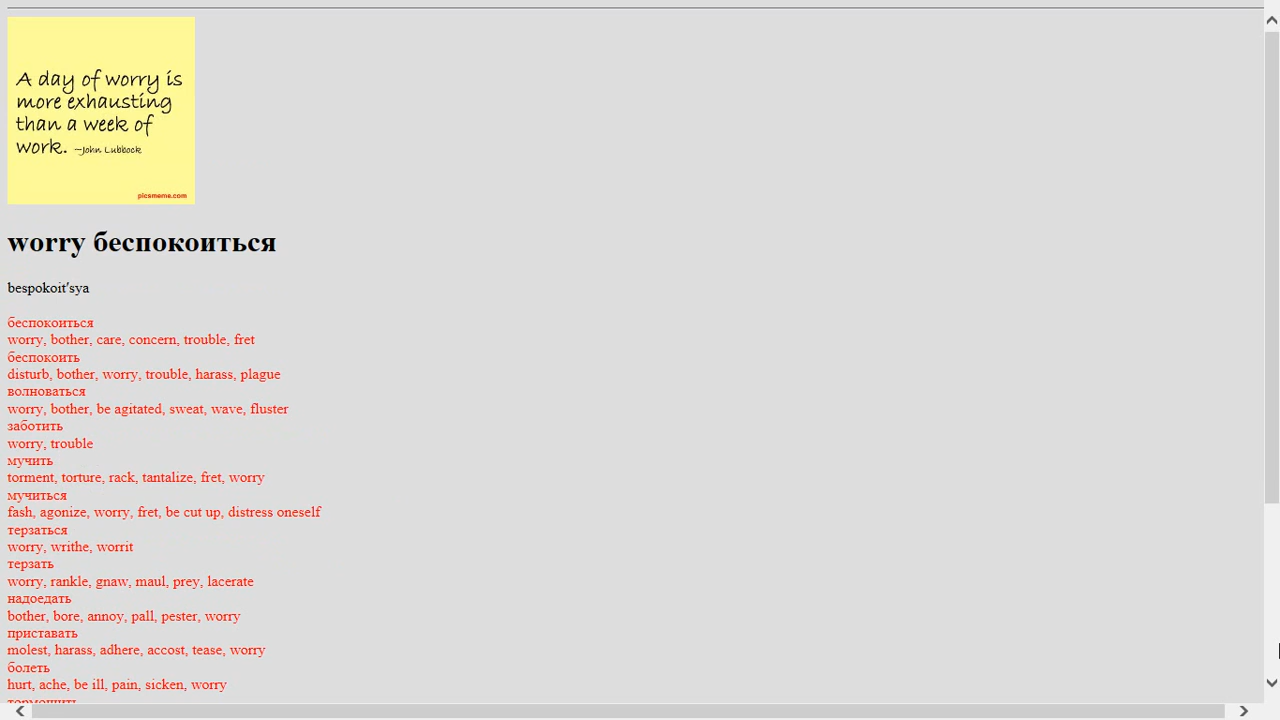 A day of worry is
more exhausting
than a week of
work. ~John Lubbock
picsmeme.com
worry беспокоиться
bespokoitʹsya
беспокоиться
worry, bother, care, concern, trouble, fret
беспокоить
disturb, bother, worry, trouble, harass, plague
волноваться
worry, bother, be agitated, sweat, wave, fluster
заботить
worry, trouble
мучить
torment, torture, rack, tantalize, fret, worry
мучиться
fash, agonize, worry, fret, be cut up, distress oneself
терзаться
worry, writhe, worrit
терзать
worry, rankle, gnaw, maul, prey, lacerate
надоедать
bother, bore, annoy, pall, pester, worry
приставать
molest, harass, adhere, accost, tease, worry
болеть
hurt, ache, be ill, pain, sicken, worry